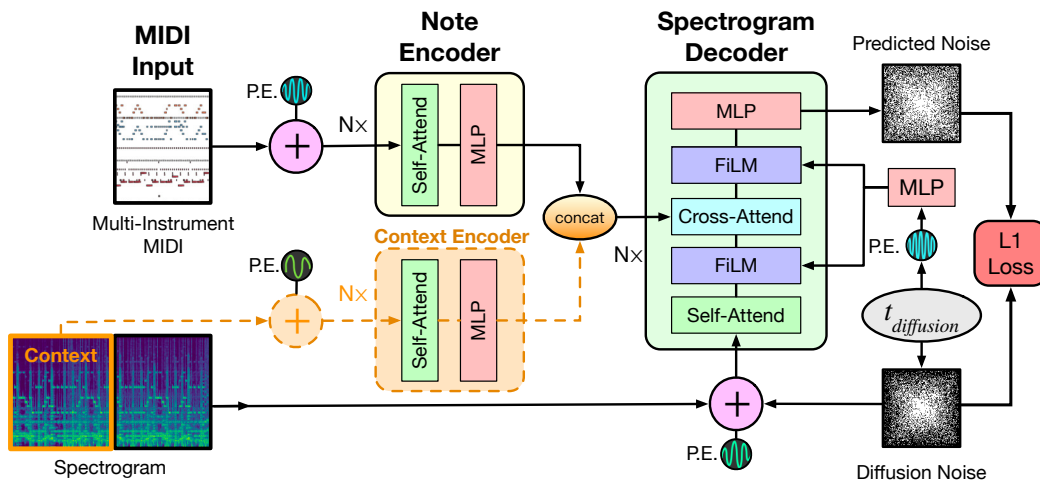 MIDI
Input
Note
Encoder
Spectrogram
Decoder
Predicted Noise
P.E.
N×
Self-Attend
MLP
MLP
FiLM
Cross-Attend
FiLM
Self-Attend
N×
MLP
P.E.
L1
Loss
Multi-Instrument
MIDI
concat
Context Encoder
P.E.
N×
Self-Attend
MLP
t diffusion
Context
Spectrogram
P.E.
Diffusion Noise